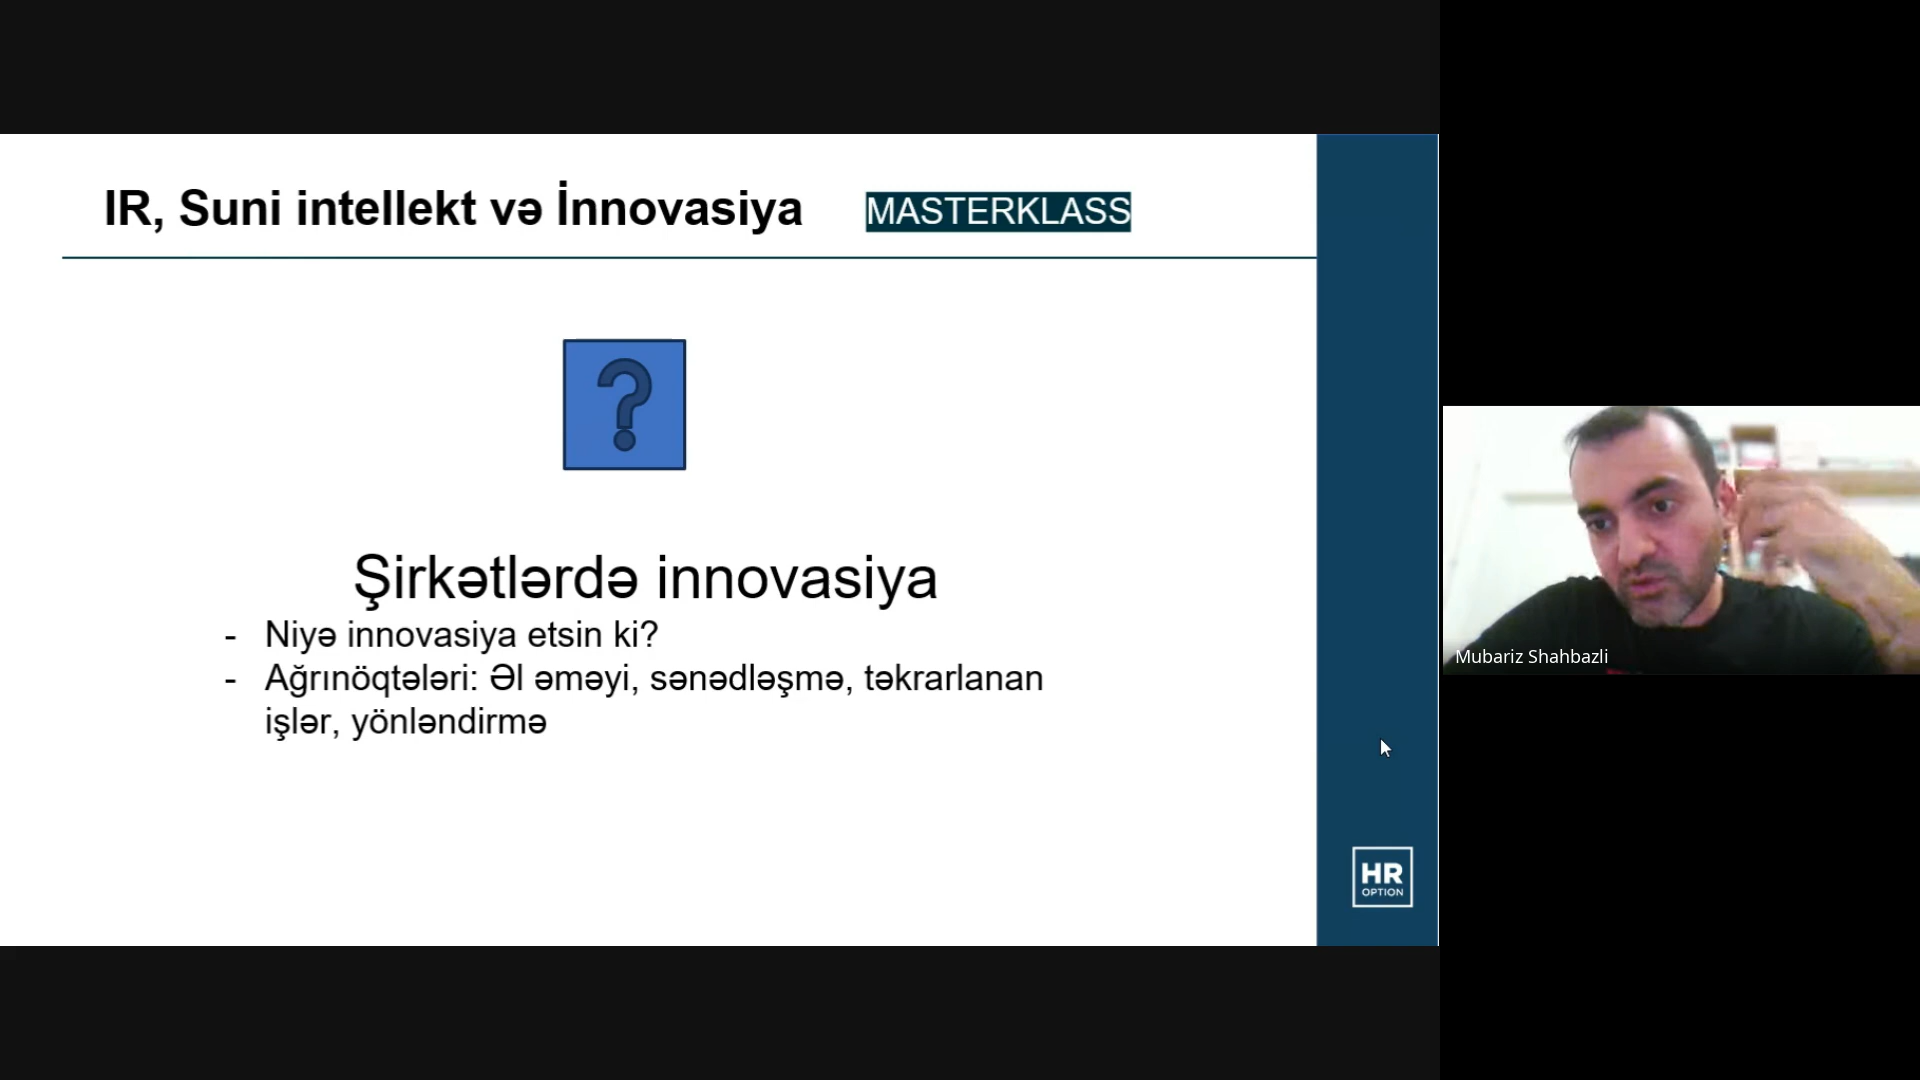 IR, Suni intellekt və İnnovasiya MASTERKLASS
?
Şirkətlərdə innovasiya
- Niyə innovasiya etsin ki?
- Ağrınöqtələri: Əl əməyi, sənədləşmə, təkrarlanan
işlər, yönləndirmə
Mubariz Shahbazli
HR
OPTION